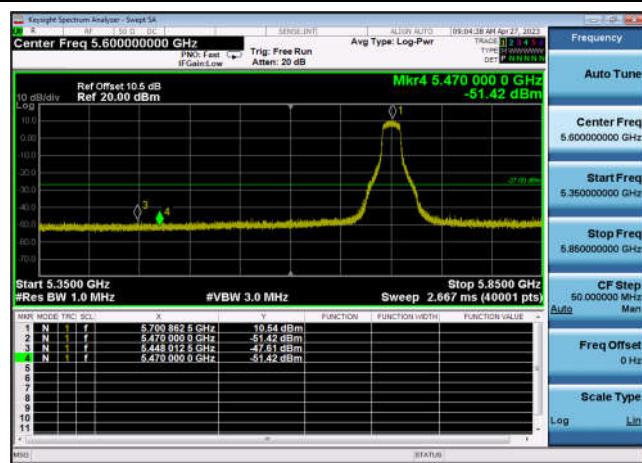 Keysight Spectrum Analyzer - Swept SA
R RF 50 Ω DC SENSE:INT ALIGN AUTO 09:04:38 AM Apr 27, 2023
Center Freq 5.600000000 GHz
PNO: Fast
IFGain:Low
Trig: Free Run
Atten: 20 dB
Avg Type: Log-Pwr
TRACE 1 2 3 4 5 6
TYPE
DET P N N N N N
Ref Offset 10.5 dB
10 dB/div Ref 20.00 dBm
Log
Mkr4 5.470 000 0 GHz
-51.42 dBm
10.0
0.00
-10.0
-20.0
-30.0
-40.0
-50.0
-60.0
-70.0
1
3
4
-27.00 dBm
Start 5.3500 GHz Stop 5.8500 GHz
#Res BW 1.0 MHz #VBW 3.0 MHz Sweep 2.667 ms (40001 pts)
MKR MODE TRC SCL X Y FUNCTION FUNCTION WIDTH FUNCTION VALUE
1 N 1 f 5.700 862 5 GHz 10.54 dBm
2 N 1 f 5.470 000 0 GHz -51.42 dBm
3 N 1 f 5.448 012 5 GHz -47.61 dBm
4 N 1 f 5.470 000 0 GHz -51.42 dBm
5
6
7
8
9
10
11
MSG STATUS
Frequency
Auto Tune
Center Freq
5.600000000 GHz
Start Freq
5.350000000 GHz
Stop Freq
5.850000000 GHz
CF Step
50.000000 MHz
Auto Man
Freq Offset
0 Hz
Scale Type
Log Lin